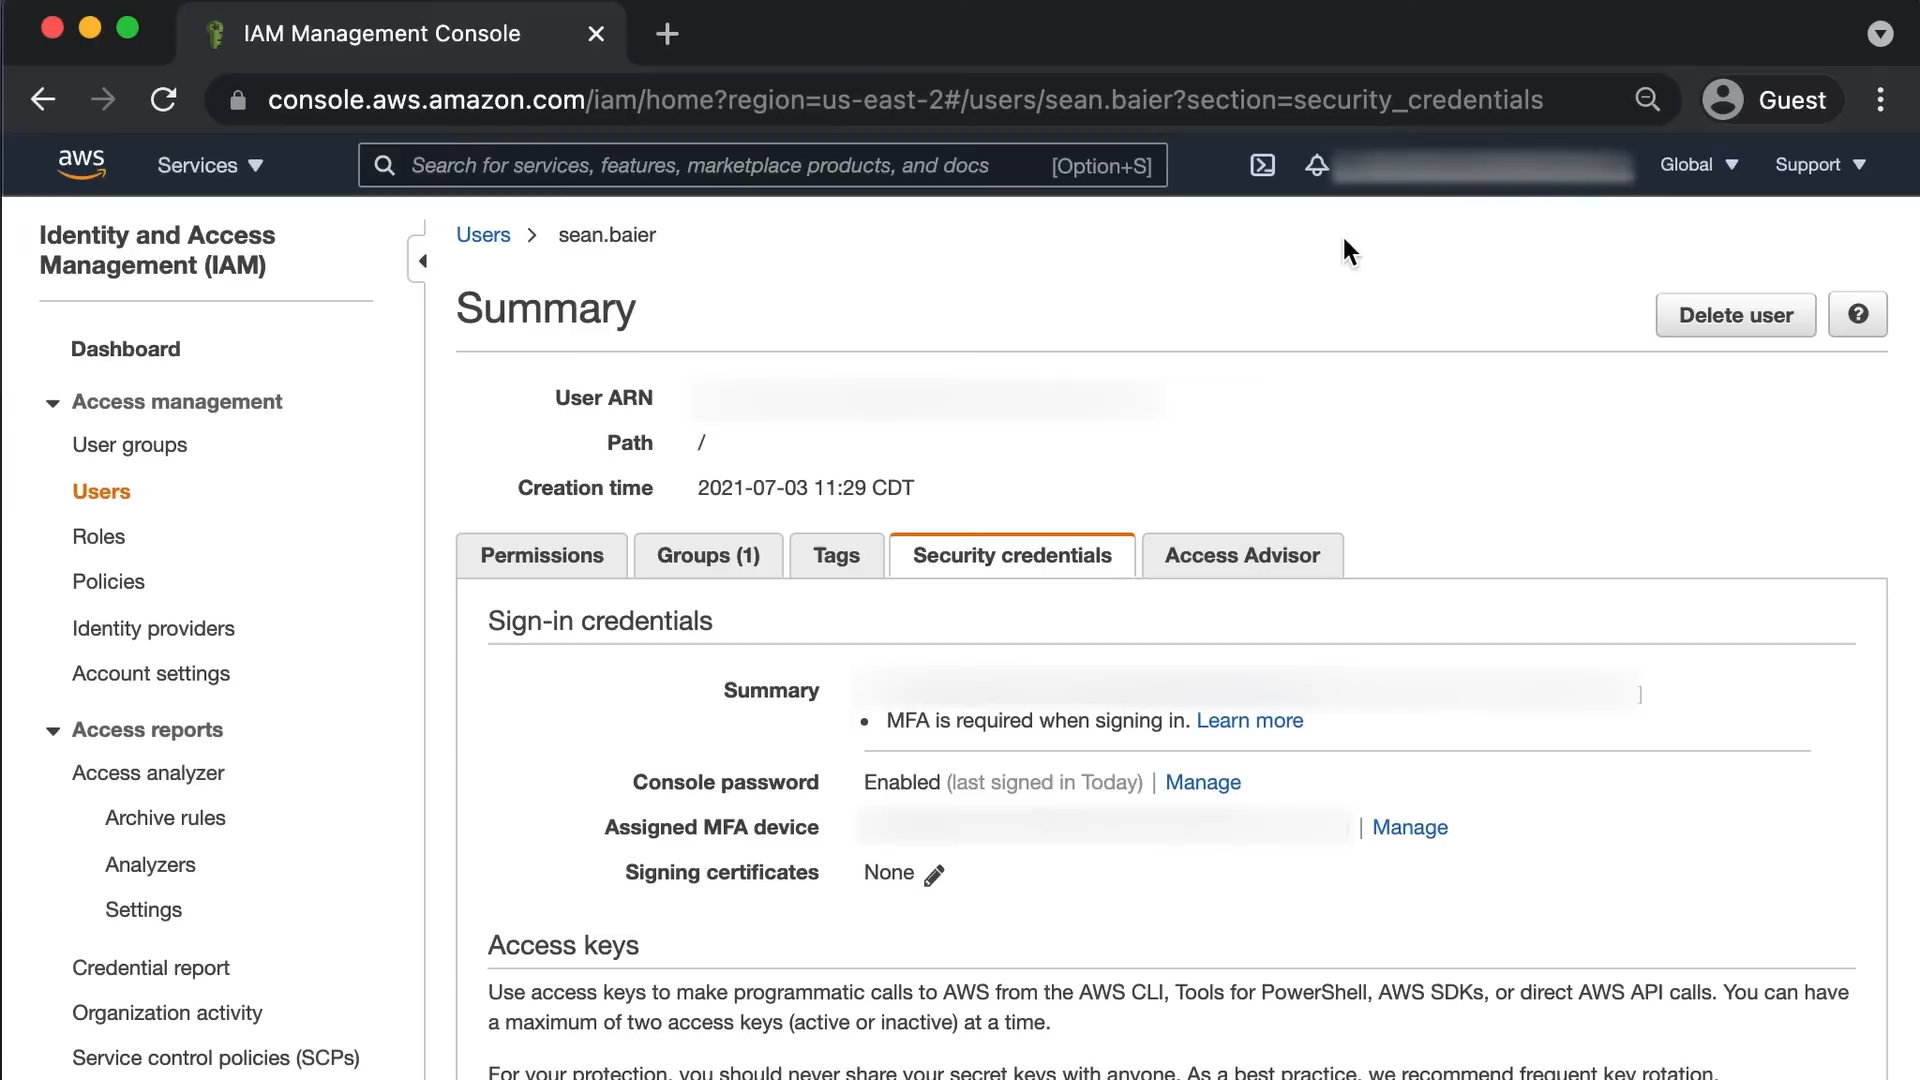 IAM Management Console
console.aws.amazon.com/iam/home?region=us-east-2#/users/sean.baier?section=security_credentials
Guest
aws
Services
Search for services, features, marketplace products, and docs [Option+S]
Global
Support
Identity and Access
Management (IAM)
Dashboard
Access management
User groups
Users
Roles
Policies
Identity providers
Account settings
Access reports
Access analyzer
Archive rules
Analyzers
Settings
Credential report
Organization activity
Service control policies (SCPs)
Users > sean.baier
Summary
Delete user
User ARN
Path /
Creation time 2021-07-03 11:29 CDT
Permissions
Groups (1)
Tags
Security credentials
Access Advisor
Sign-in credentials
Summary
• MFA is required when signing in. Learn more
Console password Enabled (last signed in Today) | Manage
Assigned MFA device | Manage
Signing certificates None
Access keys
Use access keys to make programmatic calls to AWS from the AWS CLI, Tools for PowerShell, AWS SDKs, or direct AWS API calls. You can have
a maximum of two access keys (active or inactive) at a time.
For your protection, you should never share your secret keys with anyone. As a best practice, we recommend frequent key rotation.